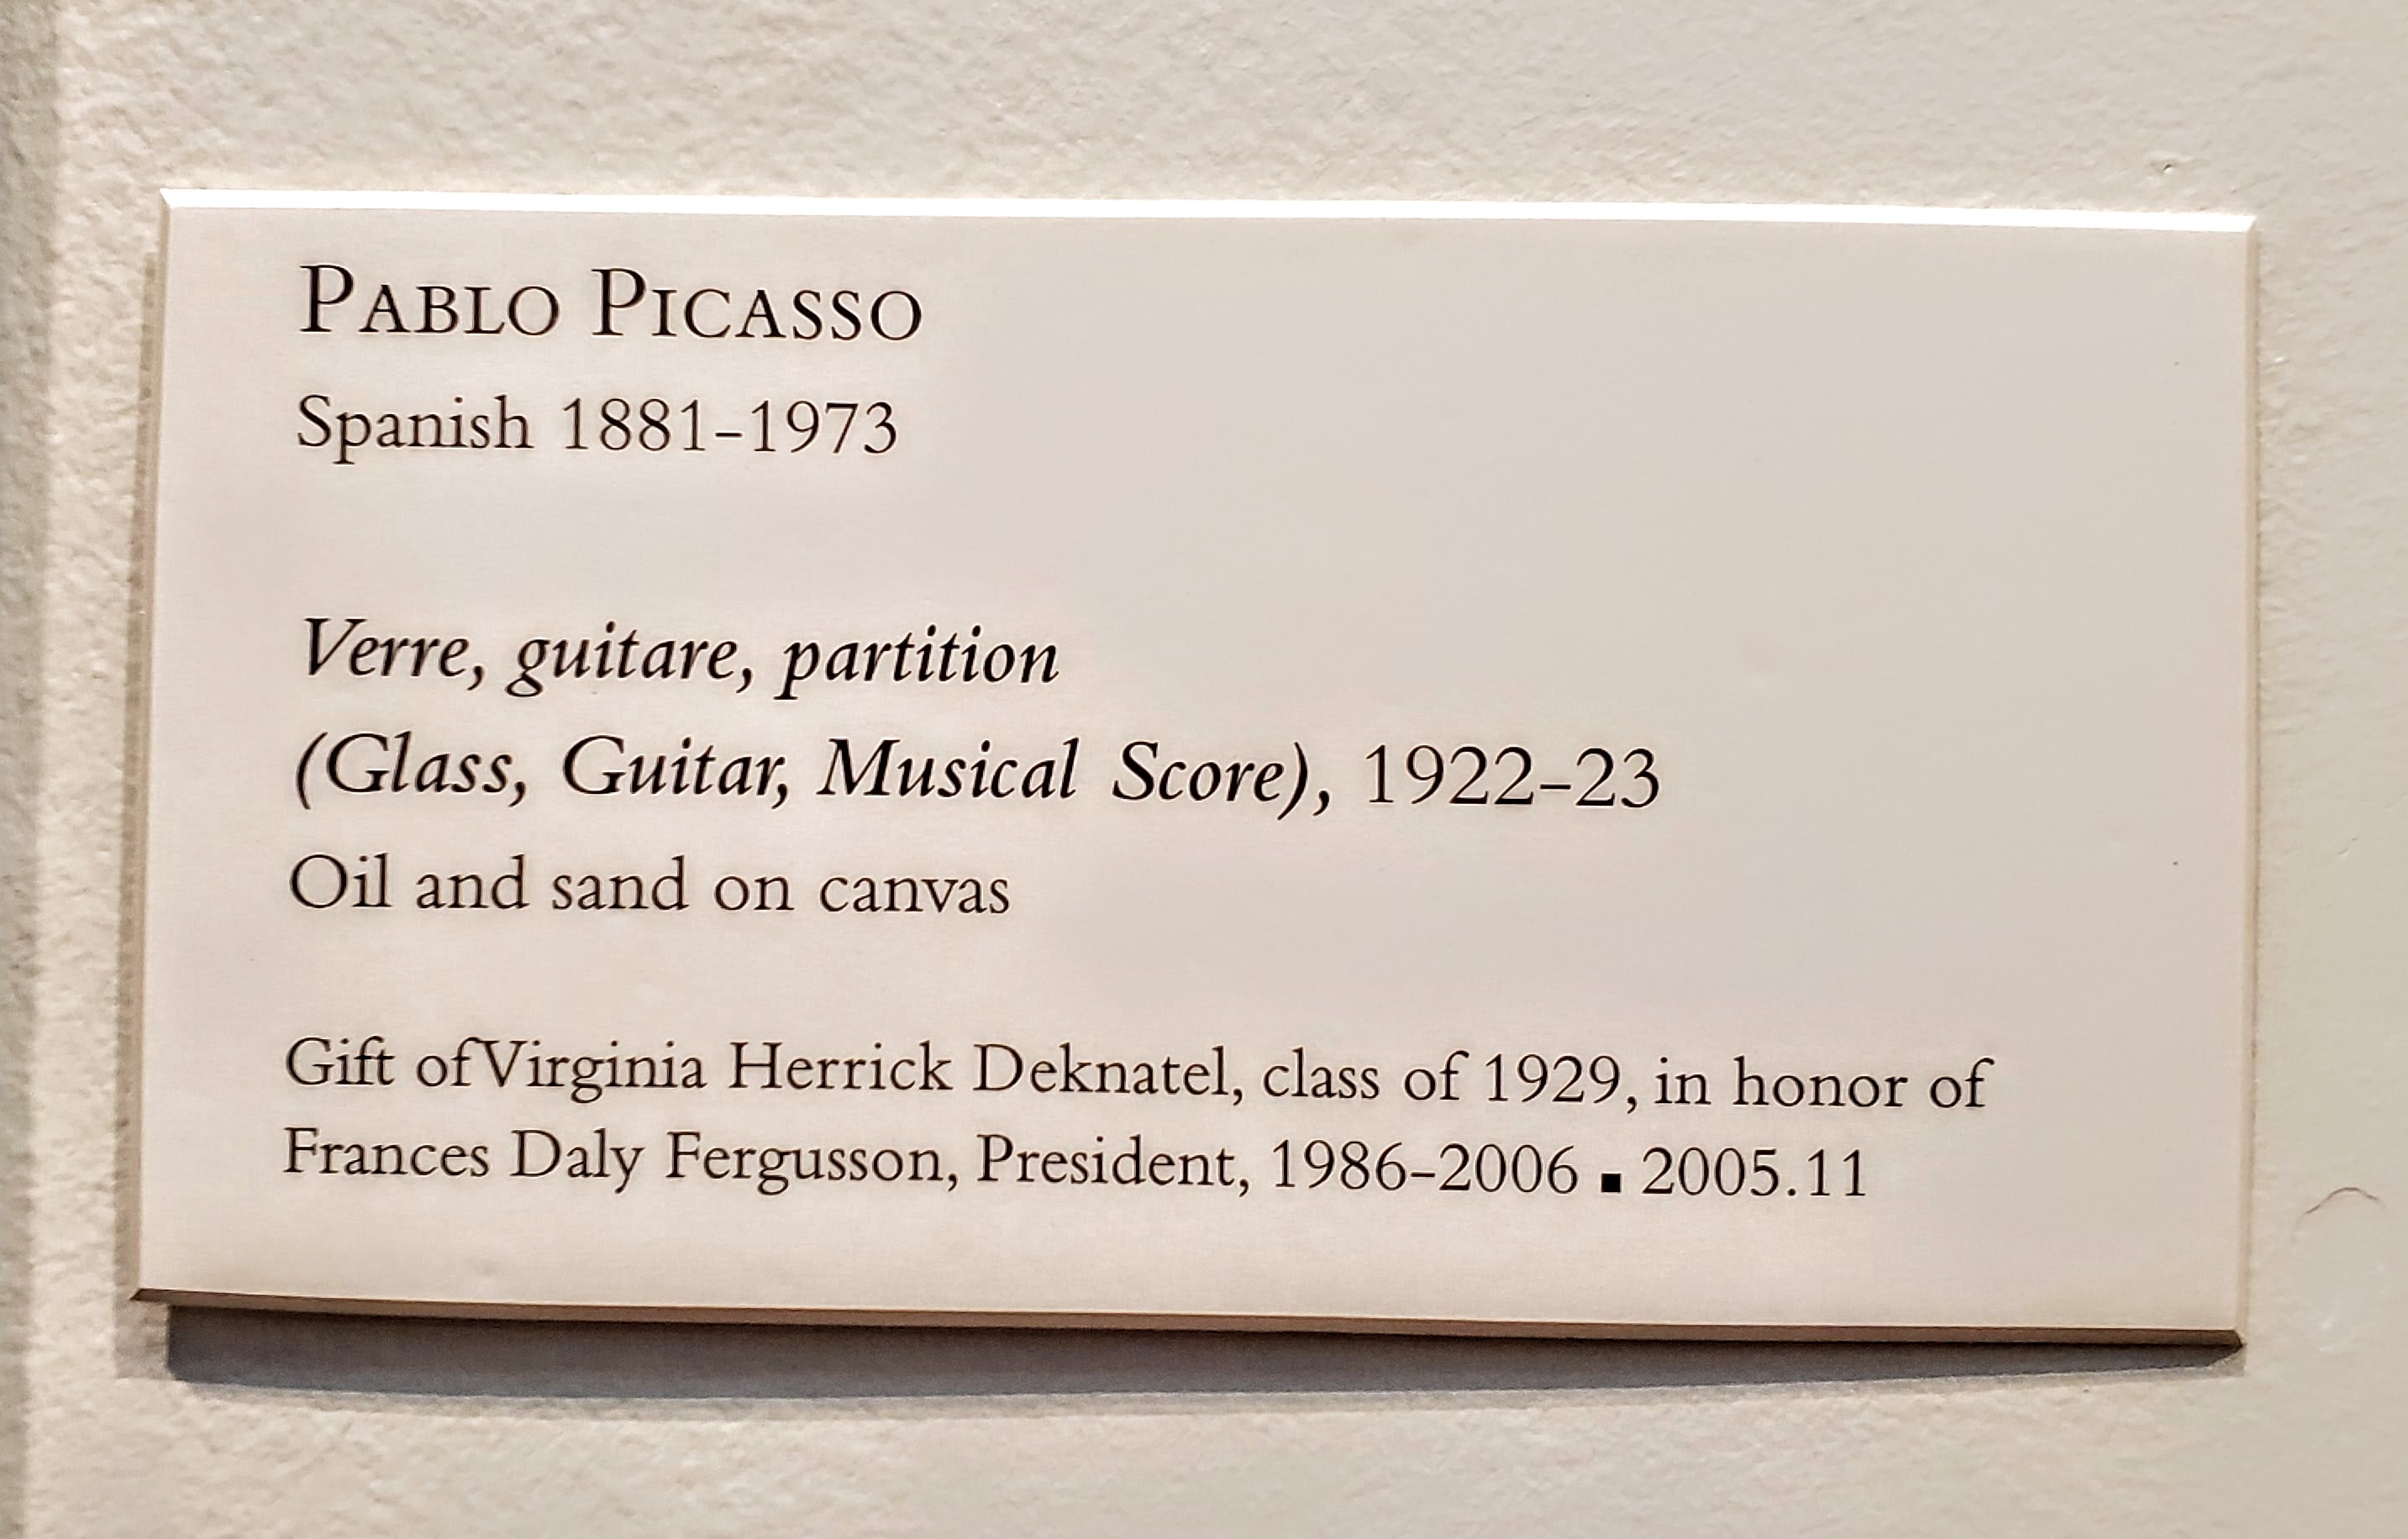 PABLO PICASSO
Spanish 1881–1973
Verre, guitare, partition
(Glass, Guitar, Musical Score), 1922–23
Oil and sand on canvas
Gift of Virginia Herrick Deknatel, class of 1929, in honor of
Frances Daly Fergusson, President, 1986–2006 ▪ 2005.11